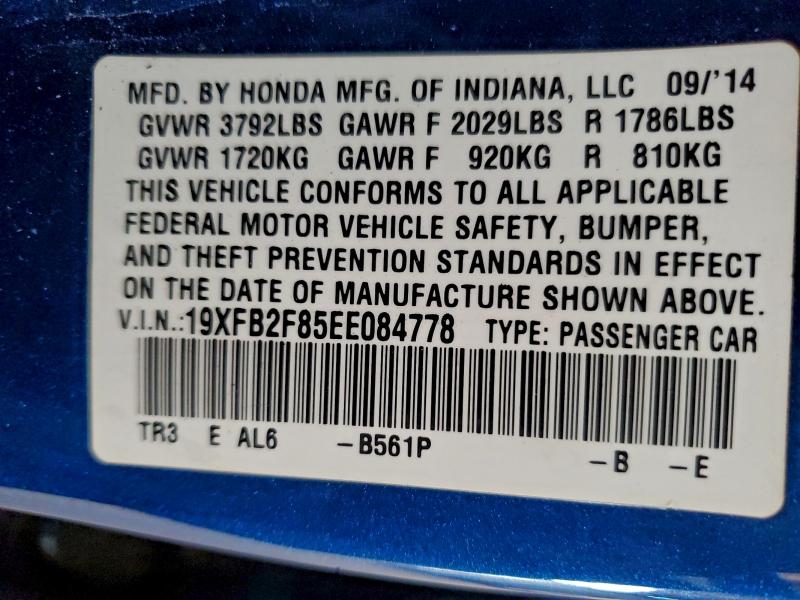 MFD. BY HONDA MFG. OF INDIANA, LLC 09/'14
GVWR 3792LBS GAWR F 2029LBS R 1786LBS
GVWR 1720KG GAWR F 920KG R 810KG
THIS VEHICLE CONFORMS TO ALL APPLICABLE
FEDERAL MOTOR VEHICLE SAFETY, BUMPER,
AND THEFT PREVENTION STANDARDS IN EFFECT
ON THE DATE OF MANUFACTURE SHOWN ABOVE.
V.I.N.:19XFB2F85EE084778 TYPE: PASSENGER CAR
TR3 E AL6 -B561P -B -E